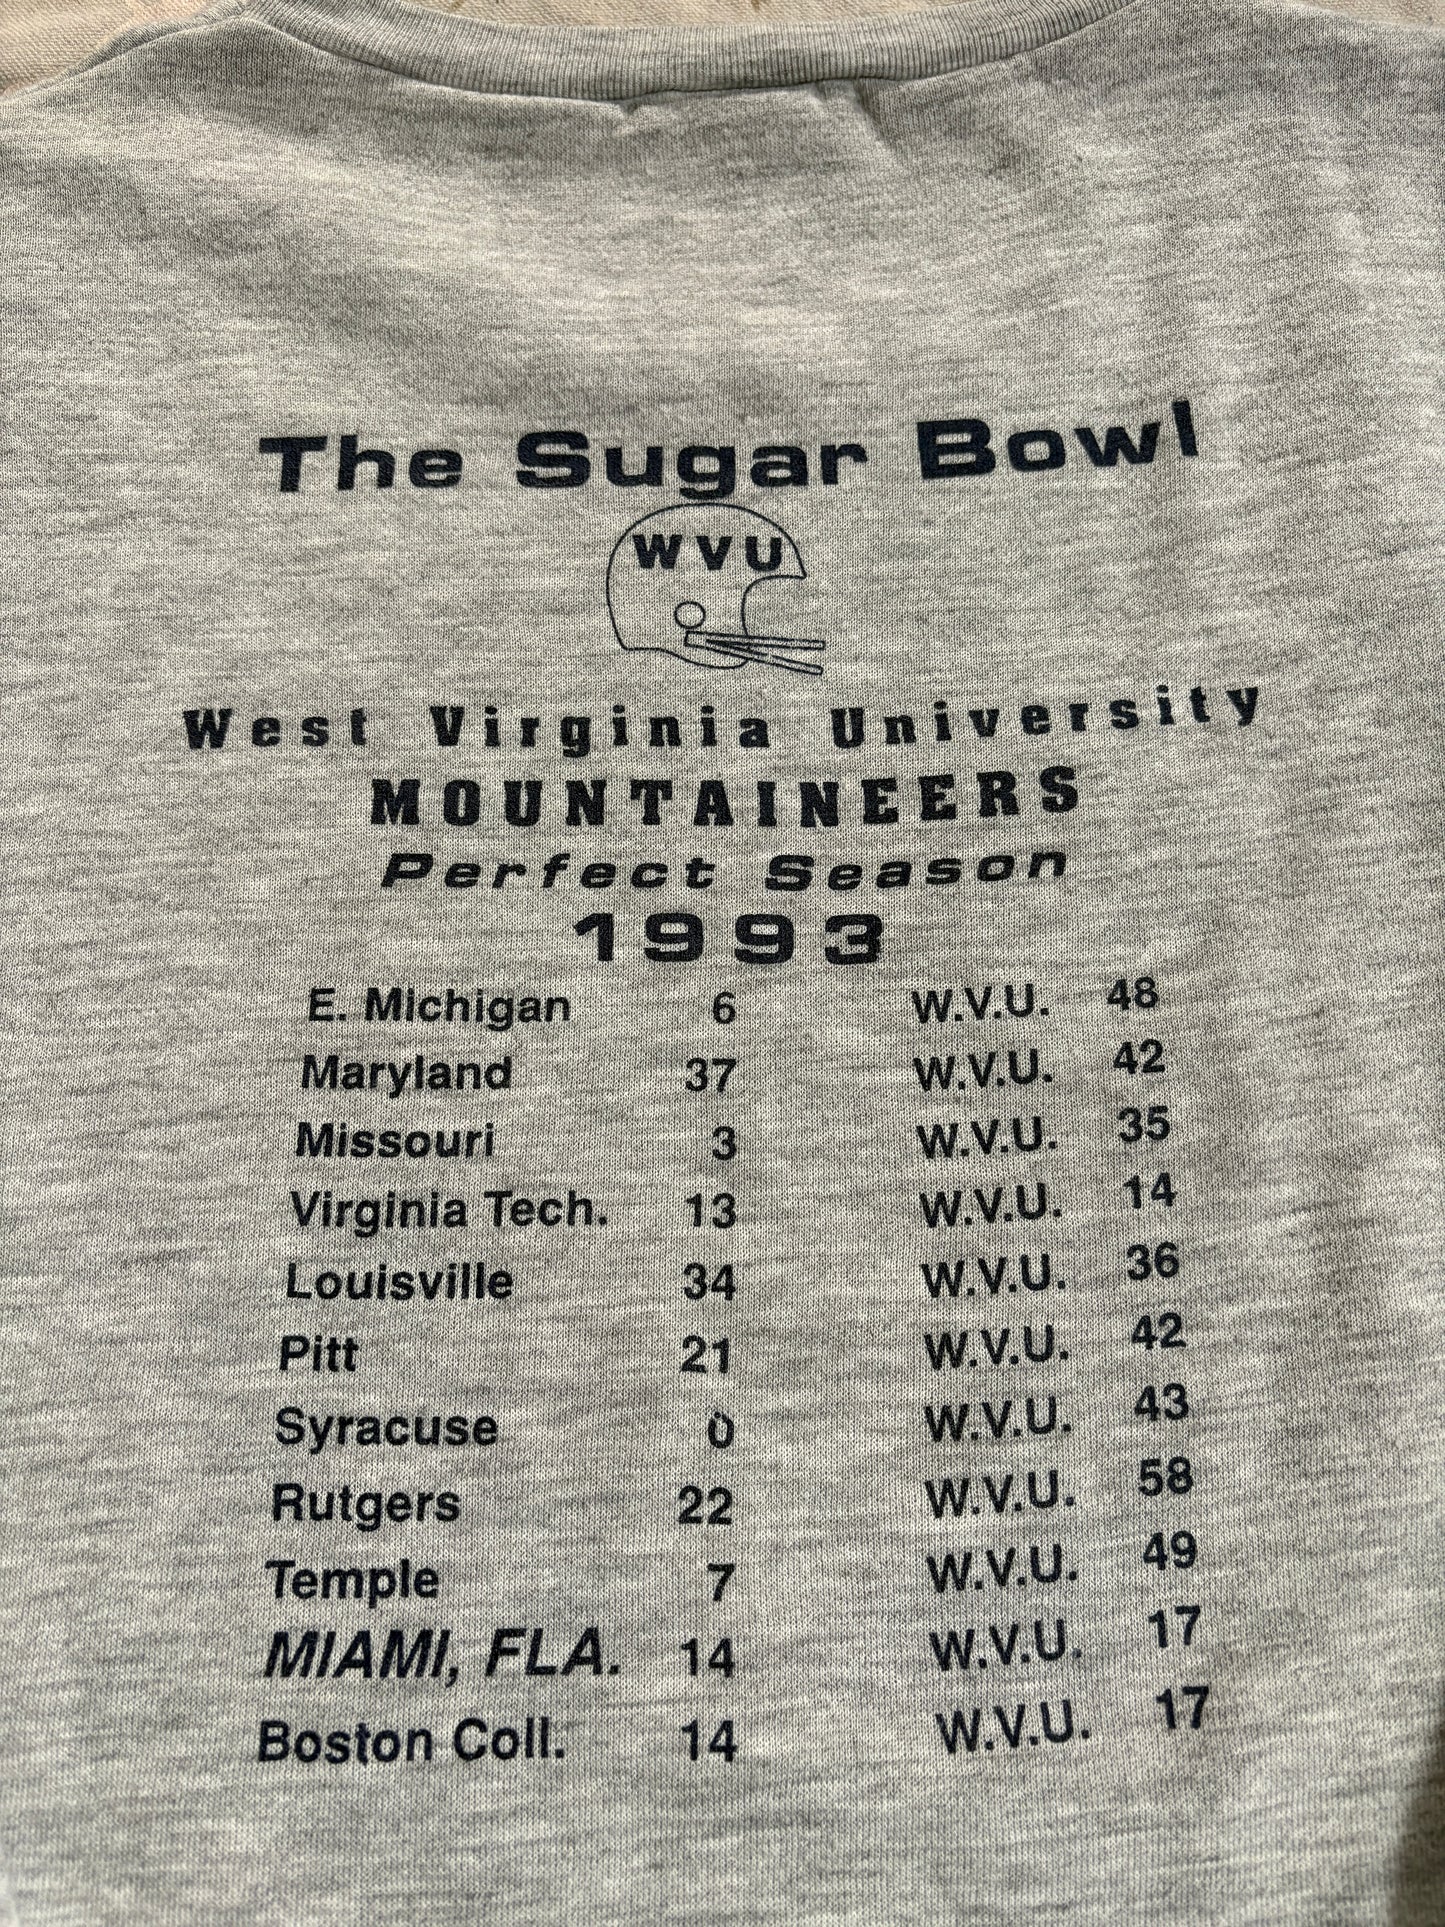 The Sugar Bowl
WVU
West Virginia University
MOUNTAINEERS
Perfect Season
1993
E. Michigan 6 W.V.U. 48
Maryland 37 W.V.U. 42
Missouri 3 W.V.U. 35
Virginia Tech. 13 W.V.U. 14
Louisville 34 W.V.U. 36
Pitt 21 W.V.U. 42
Syracuse 0 W.V.U. 43
Rutgers 22 W.V.U. 58
Temple 7 W.V.U. 49
MIAMI, FLA. 14 W.V.U. 17
Boston Coll. 14 W.V.U. 17